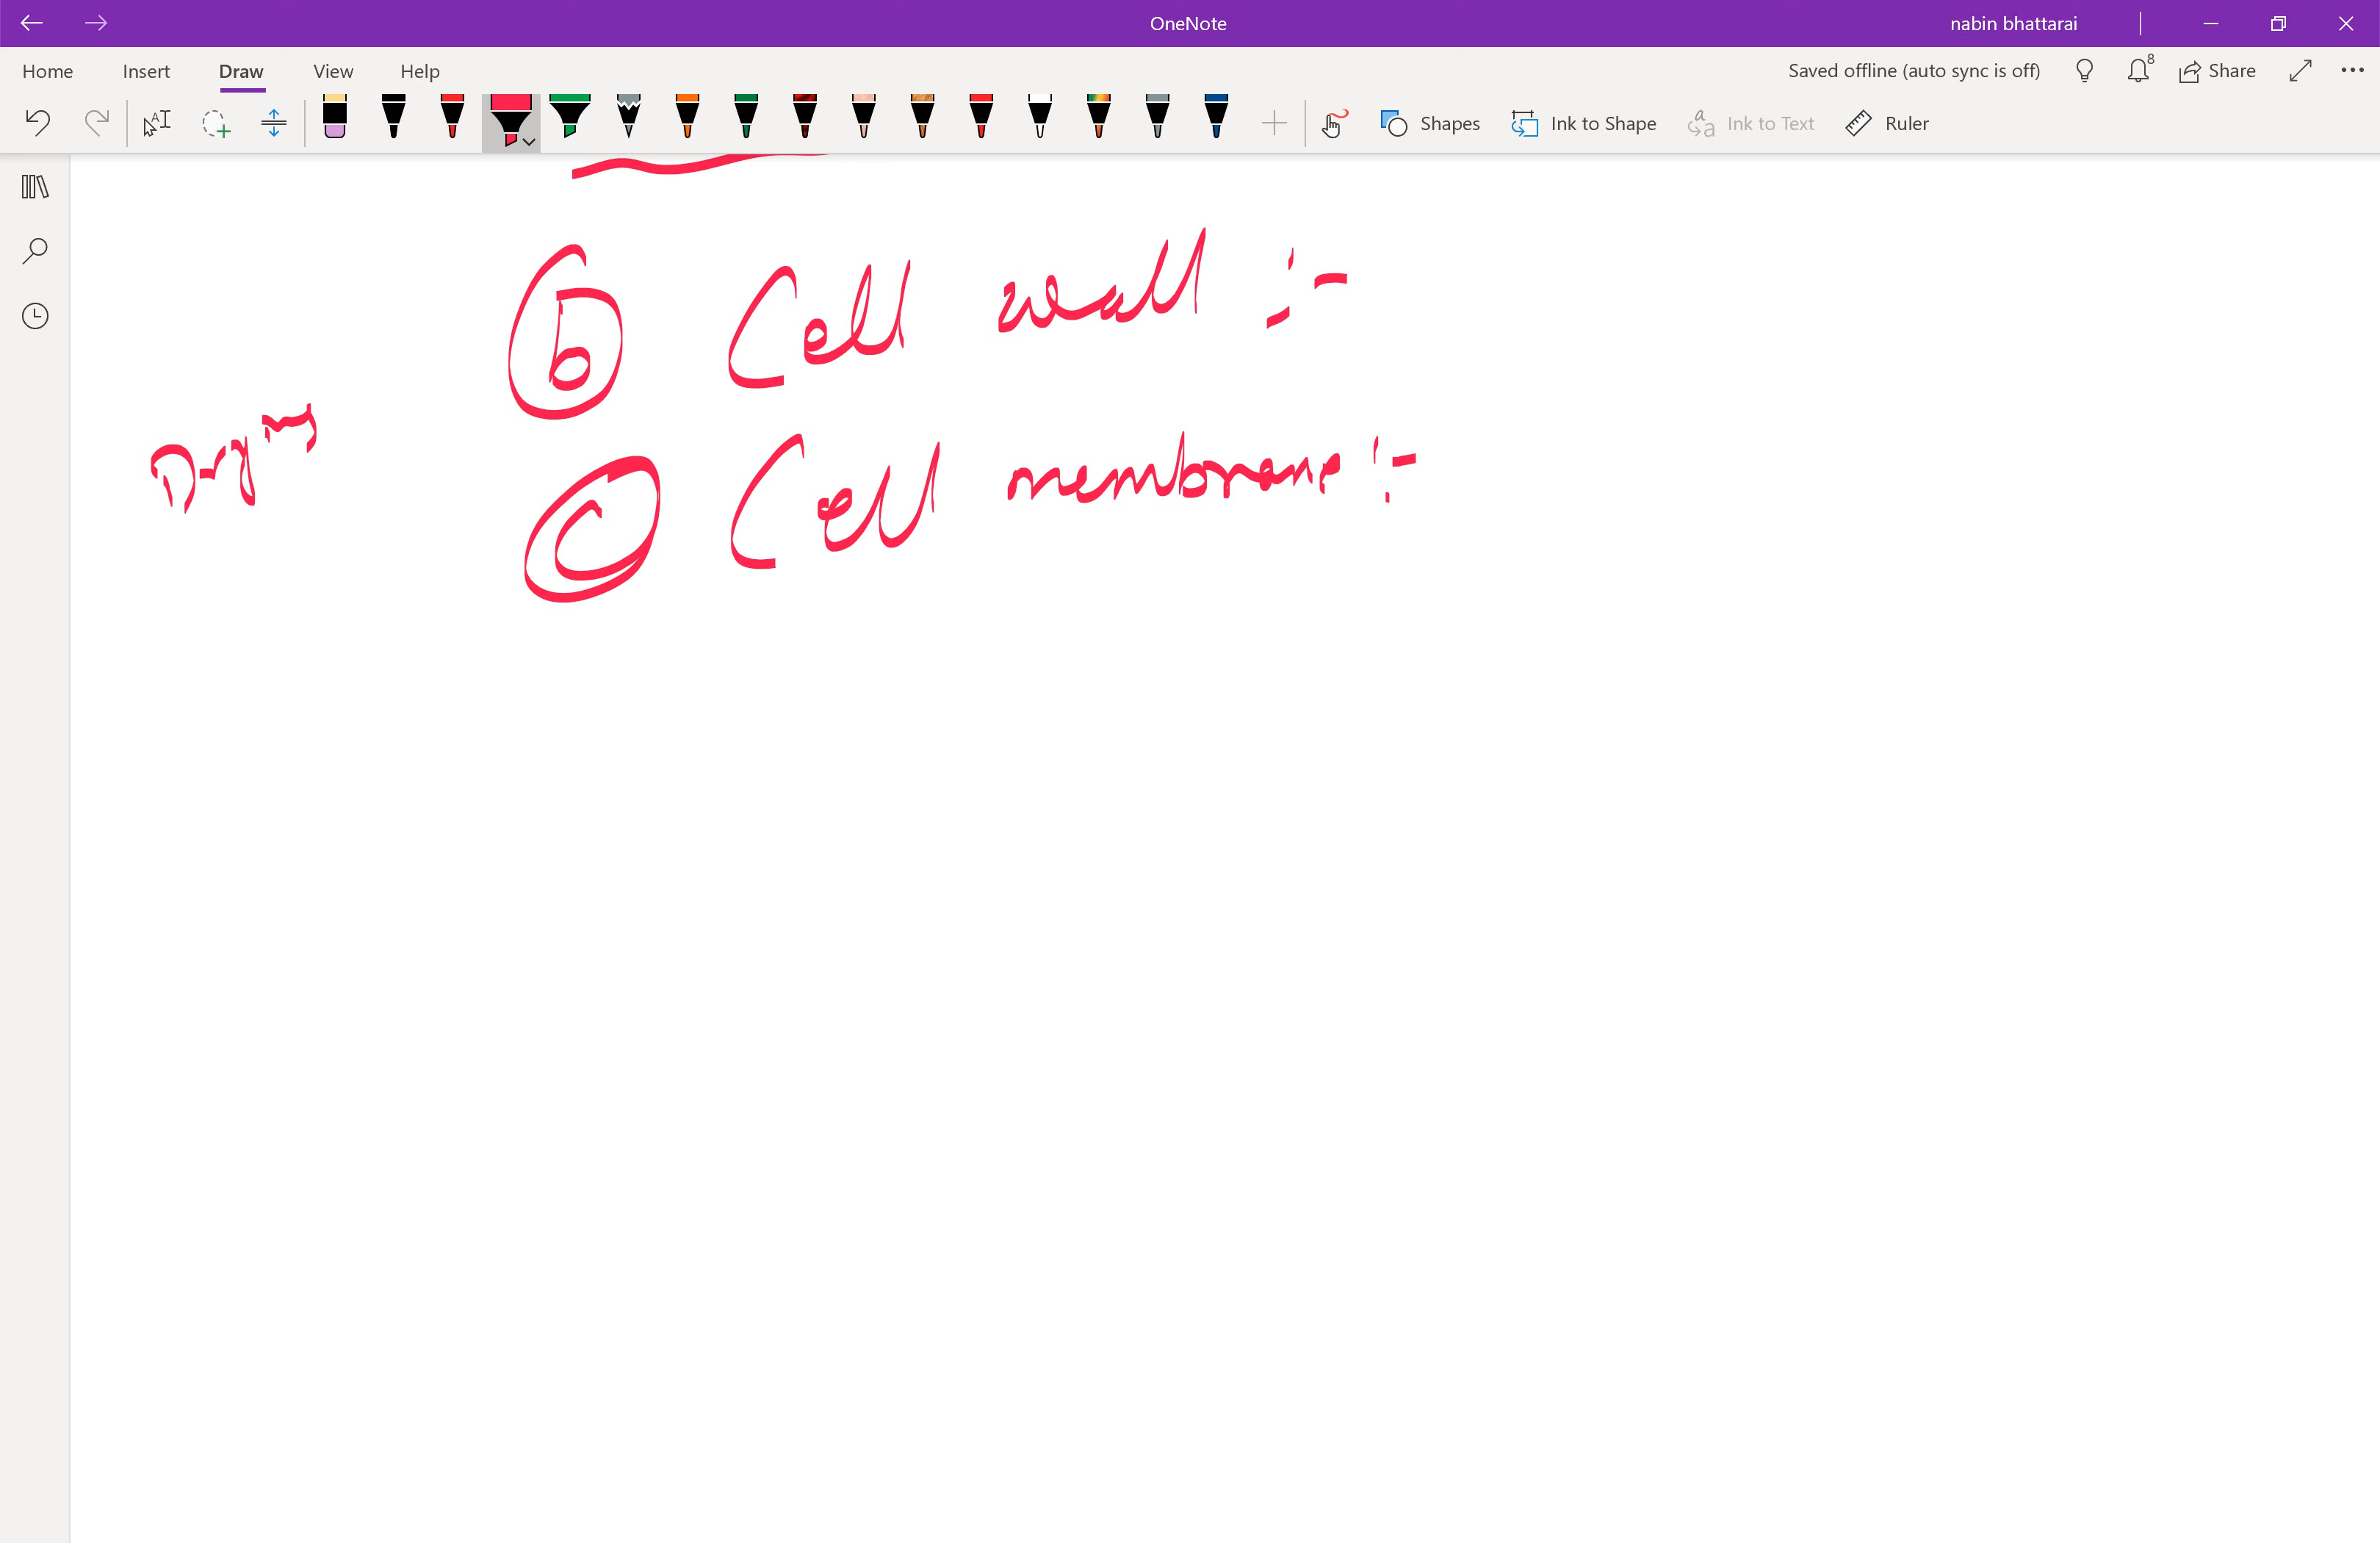 OneNote
nabin bhattarai
Home Insert Draw View Help
Saved offline (auto sync is off) 8 Share
Shapes Ink to Shape Ink to Text Ruler
b Cell wall :-
c Cell membrane :-